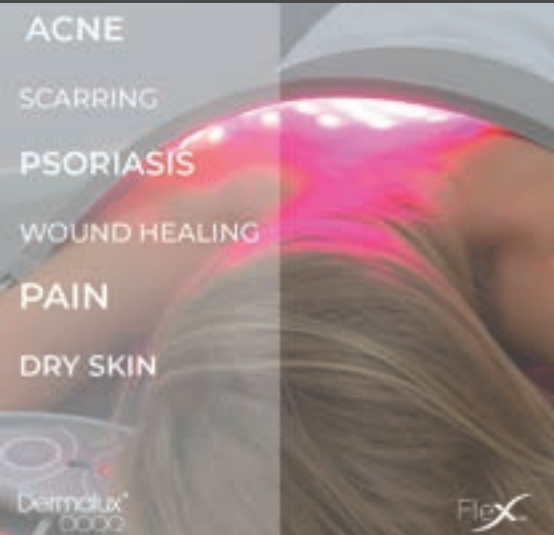 ACNE
SCARRING
PSORIASIS
WOUND HEALING
PAIN
DRY SKIN
Dermalux®
Flex